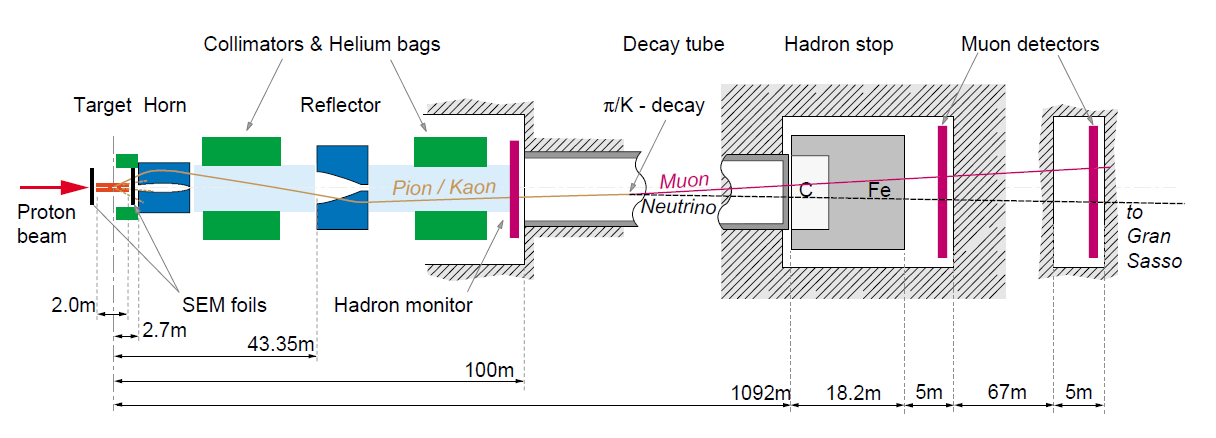 Collimators & Helium bags
Decay tube
Hadron stop
Muon detectors
Target
Horn
Reflector
π/K - decay
Proton
beam
Pion / Kaon
Muon
Neutrino
C
Fe
to
Gran
Sasso
SEM foils
Hadron monitor
2.0m
2.7m
43.35m
100m
1092m
18.2m
5m
67m
5m